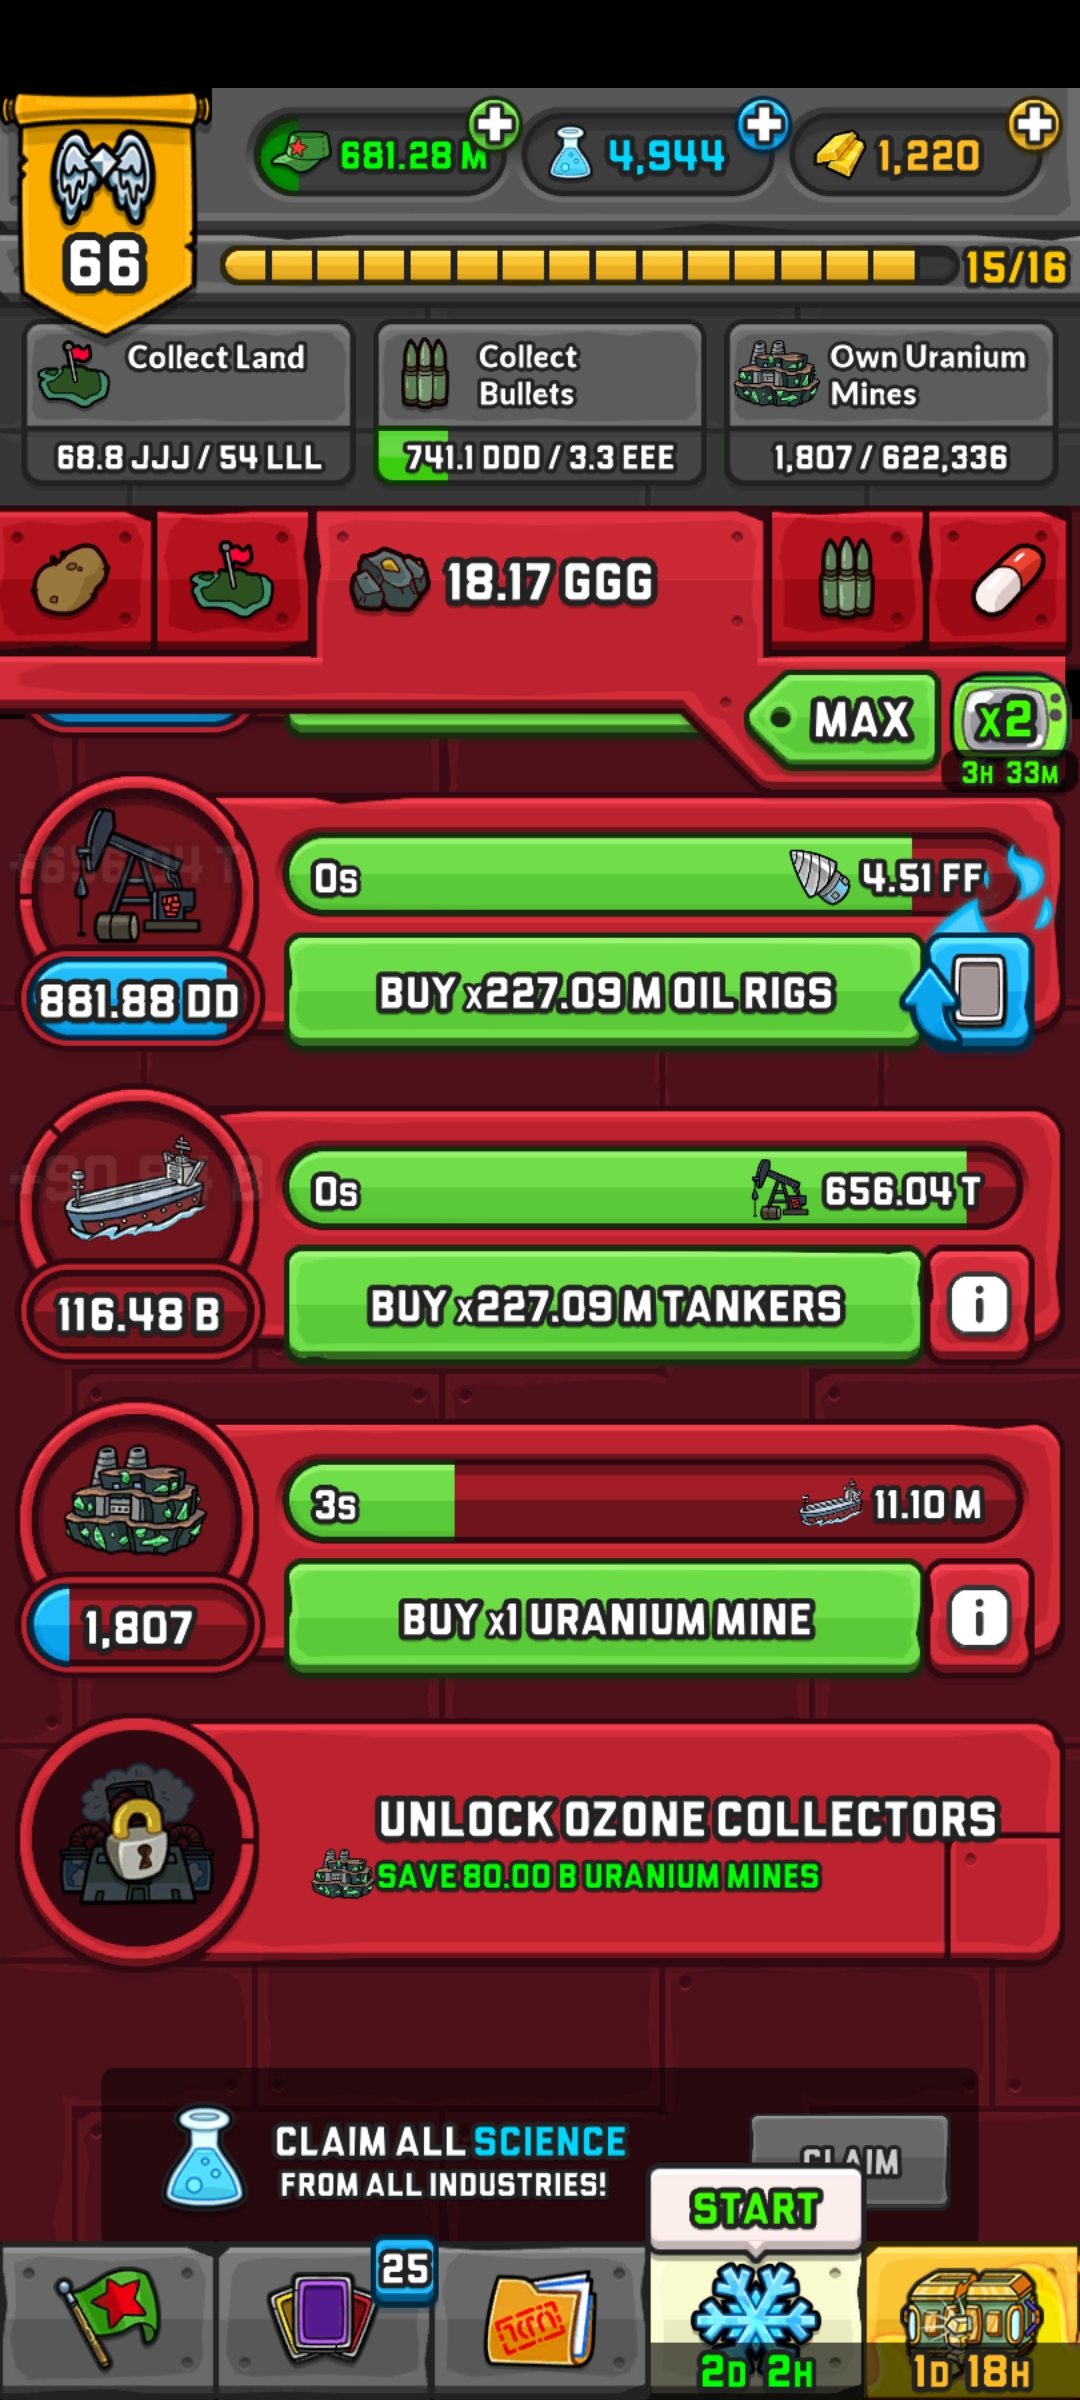 681.28 M
4,944
1,220
66
15/16
Collect Land
Collect
Bullets
Own Uranium
Mines
68.8 JJJ / 54 LLL
741.1 DDD / 3.3 EEE
1,807 / 622,336
18.17 GGG
MAX
x2
3H 33M
+656.04 T
0s
4.51 FF
881.88 DD
BUY x227.09 M OIL RIGS
0s
656.04 T
116.48 B
BUY x227.09 M TANKERS
i
3s
11.10 M
1,807
BUY x1 URANIUM MINE
i
UNLOCK OZONE COLLECTORS
SAVE 80.00 B URANIUM MINES
CLAIM ALL SCIENCE
FROM ALL INDUSTRIES!
CLAIM
START
25
2D 2H
1D 18H